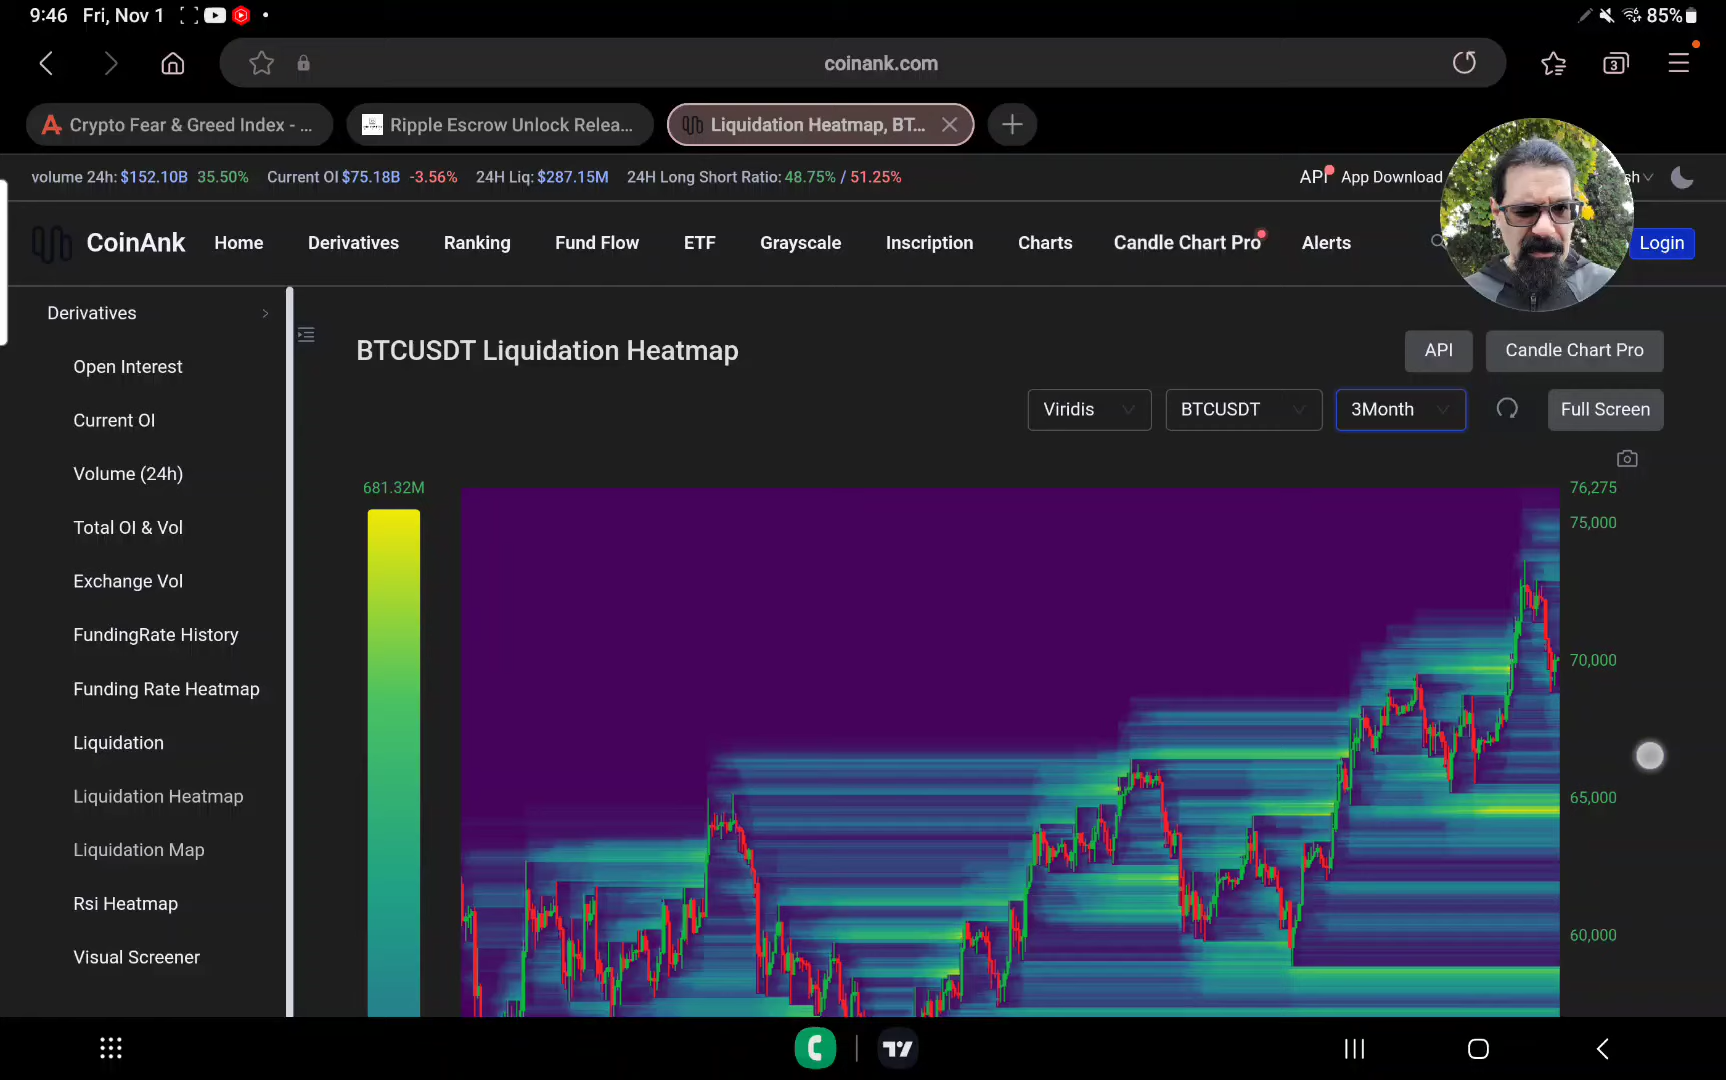 9:46 Fri, Nov 1
85%
coinank.com
3
Crypto Fear & Greed Index - ...
Ripple Escrow Unlock Relea...
Liquidation Heatmap, BT...
volume 24h: $152.10B 35.50% Current OI $75.18B -3.56% 24H Liq: $287.15M 24H Long Short Ratio: 48.75% / 51.25%
API App Download sh
CoinAnk Home Derivatives Ranking Fund Flow ETF Grayscale Inscription Charts Candle Chart Pro Alerts Login
Derivatives
Open Interest
Current OI
Volume (24h)
Total OI & Vol
Exchange Vol
FundingRate History
Funding Rate Heatmap
Liquidation
Liquidation Heatmap
Liquidation Map
Rsi Heatmap
Visual Screener
BTCUSDT Liquidation Heatmap
API Candle Chart Pro
Viridis BTCUSDT 3Month Full Screen
681.32M
76,275
75,000
70,000
65,000
60,000